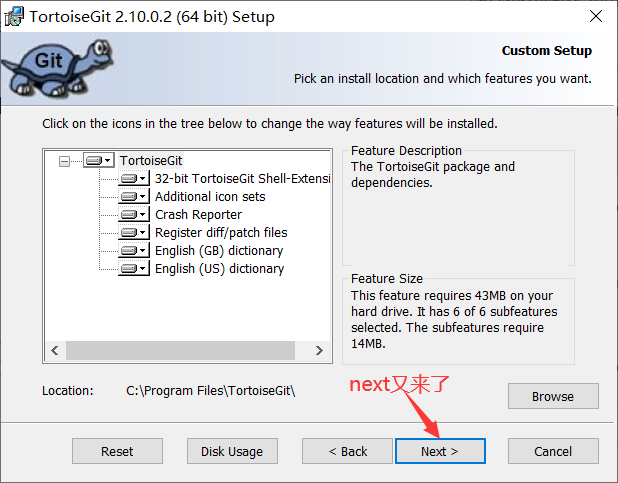 TortoiseGit 2.10.0.2 (64 bit) Setup
Git
Custom Setup
Pick an install location and which features you want.
Click on the icons in the tree below to change the way features will be installed.
TortoiseGit
32-bit TortoiseGit Shell-Extensi
Additional icon sets
Crash Reporter
Register diff/patch files
English (GB) dictionary
English (US) dictionary
Feature Description
The TortoiseGit package and
dependencies.
Feature Size
This feature requires 43MB on your
hard drive. It has 6 of 6 subfeatures
selected. The subfeatures require
14MB.
next又来了
Location: C:\Program Files\TortoiseGit\
Browse
Reset
Disk Usage
< Back
Next >
Cancel